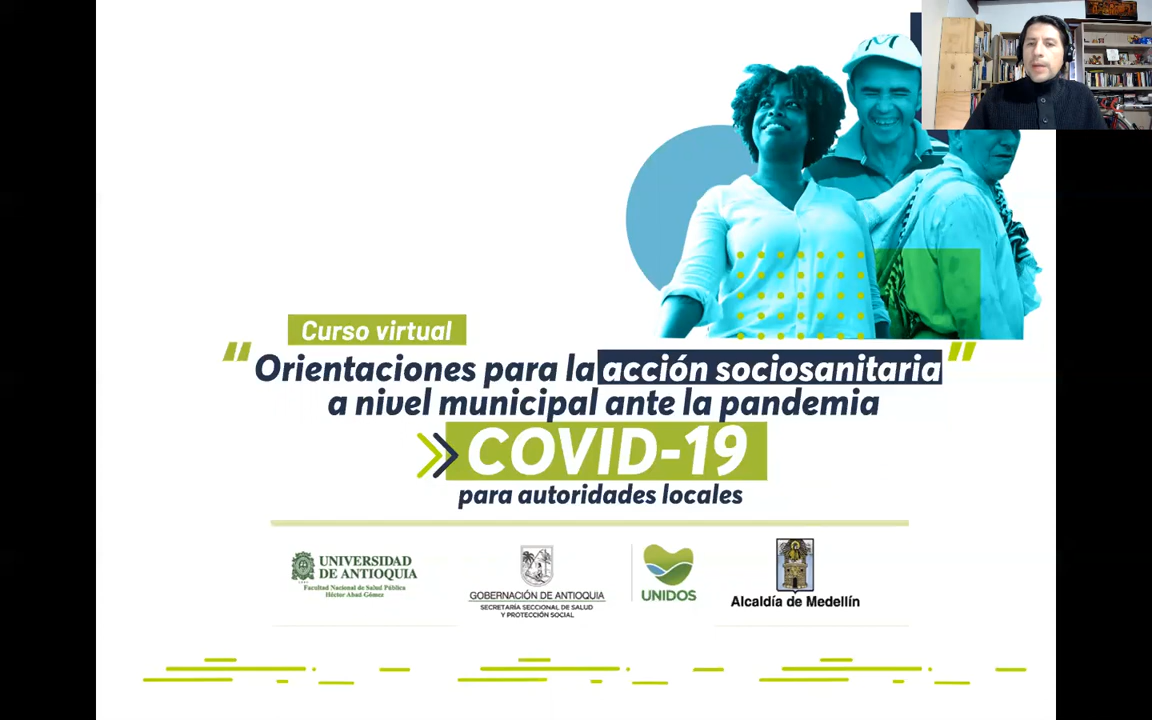 M
Curso virtual
“Orientaciones para la acción sociosanitaria”
a nivel municipal ante la pandemia
COVID-19
para autoridades locales
UNIVERSIDAD
DE ANTIOQUIA
Facultad Nacional de Salud Pública
Héctor Abad Gómez
GOBERNACIÓN DE ANTIOQUIA
SECRETARÍA SECCIONAL DE SALUD
Y PROTECCIÓN SOCIAL
UNIDOS
Alcaldía de Medellín